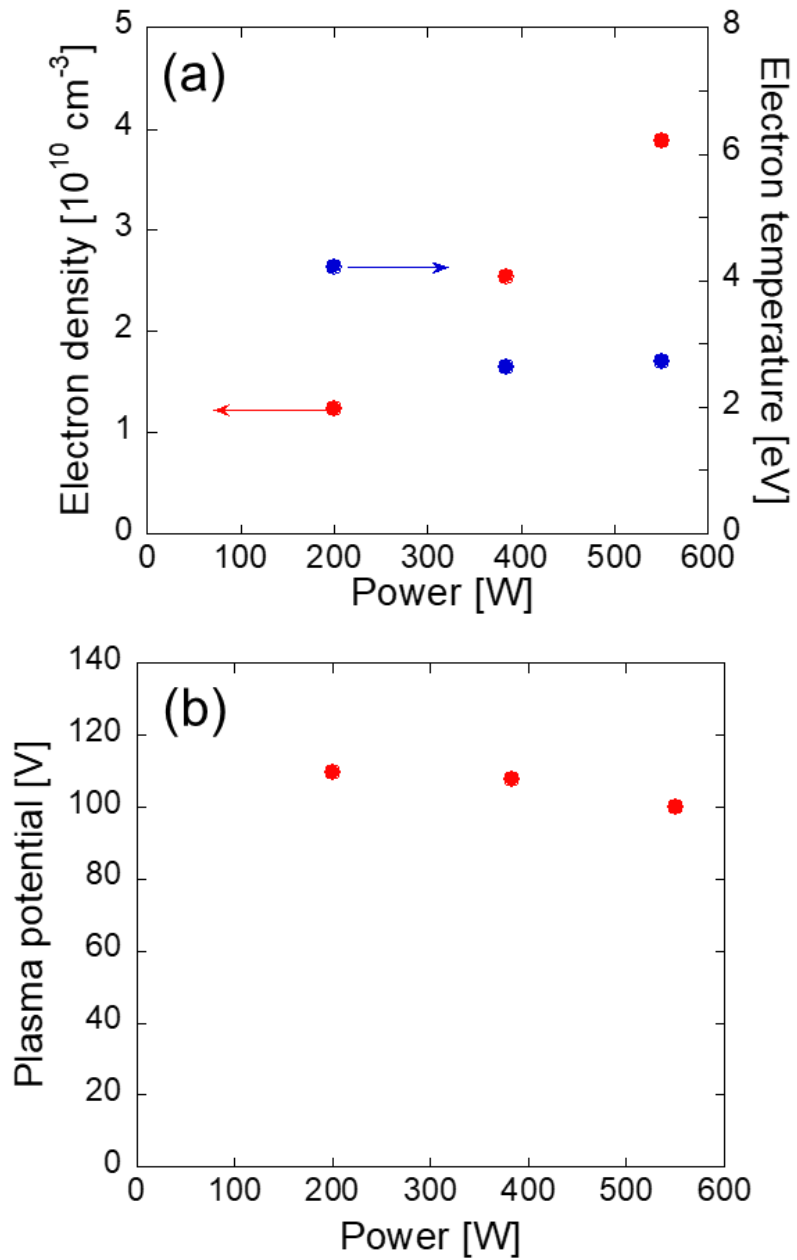 (a)
Electron density [10¹⁰ cm⁻³]
5
4
3
2
1
0
8
6
4
2
0
Electron temperature [eV]
0 100 200 300 400 500 600
Power [W]
(b)
Plasma potential [V]
140
120
100
80
60
40
20
0
0 100 200 300 400 500 600
Power [W]